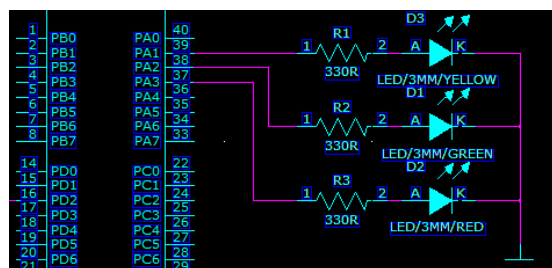 D3
1 PB0 PA0 40
R1
2 PB1 PA1 39 1 2 A K
3 PB2 PA2 38
4 PB3 PA3 37 330R LED/3MM/YELLOW
5 PB4 PA4 36 D1
6 PB5 PA5 35 R2
7 PB6 PA6 34 1 2 A K
8 PB7 PA7 33
330R LED/3MM/GREEN
14 PD0 PC0 22 D2
15 PD1 PC1 23 R3
16 PD2 PC2 24 1 2 A K
17 PD3 PC3 25
18 PD4 PC4 26 330R LED/3MM/RED
19 PD5 PC5 27
20 PD6 PC6 28
21 29